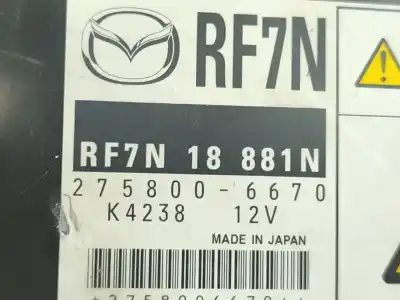 RF7N
RF7N 18 881N
275800-6670
K4238 12V
MADE IN JAPAN